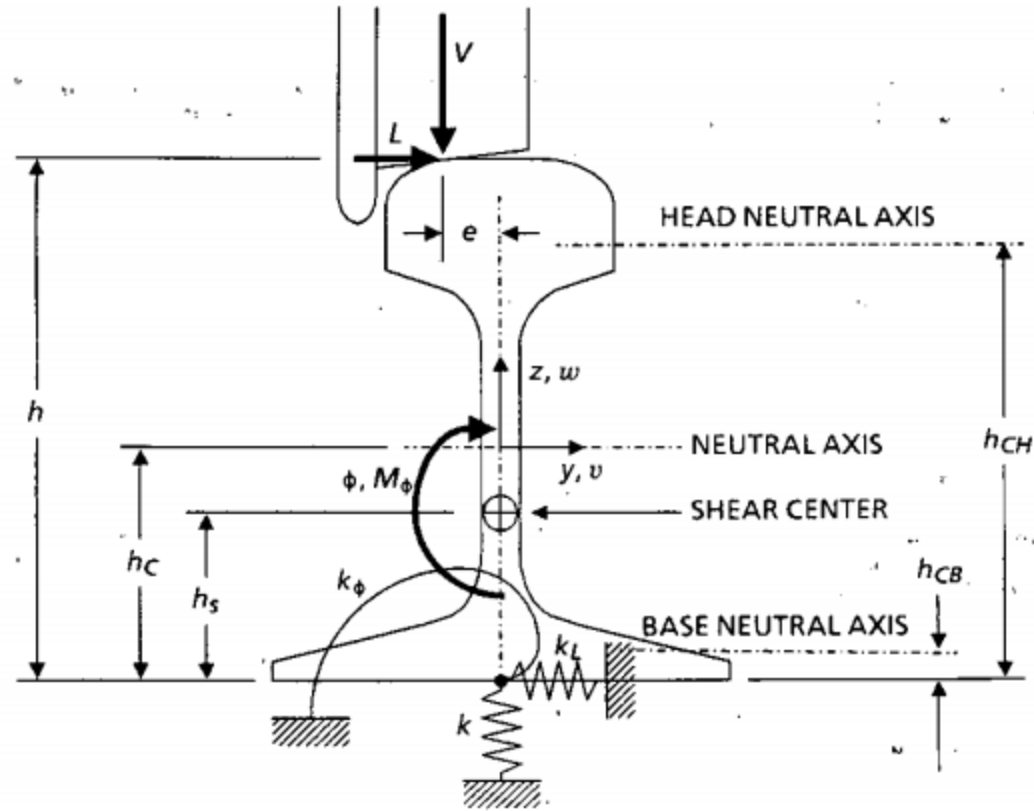 V
L
e
HEAD NEUTRAL AXIS
z, w
h
NEUTRAL AXIS
h_CH
y, v
ϕ, M_ϕ
SHEAR CENTER
h_C
h_s
k_ϕ
h_CB
BASE NEUTRAL AXIS
k_L
k